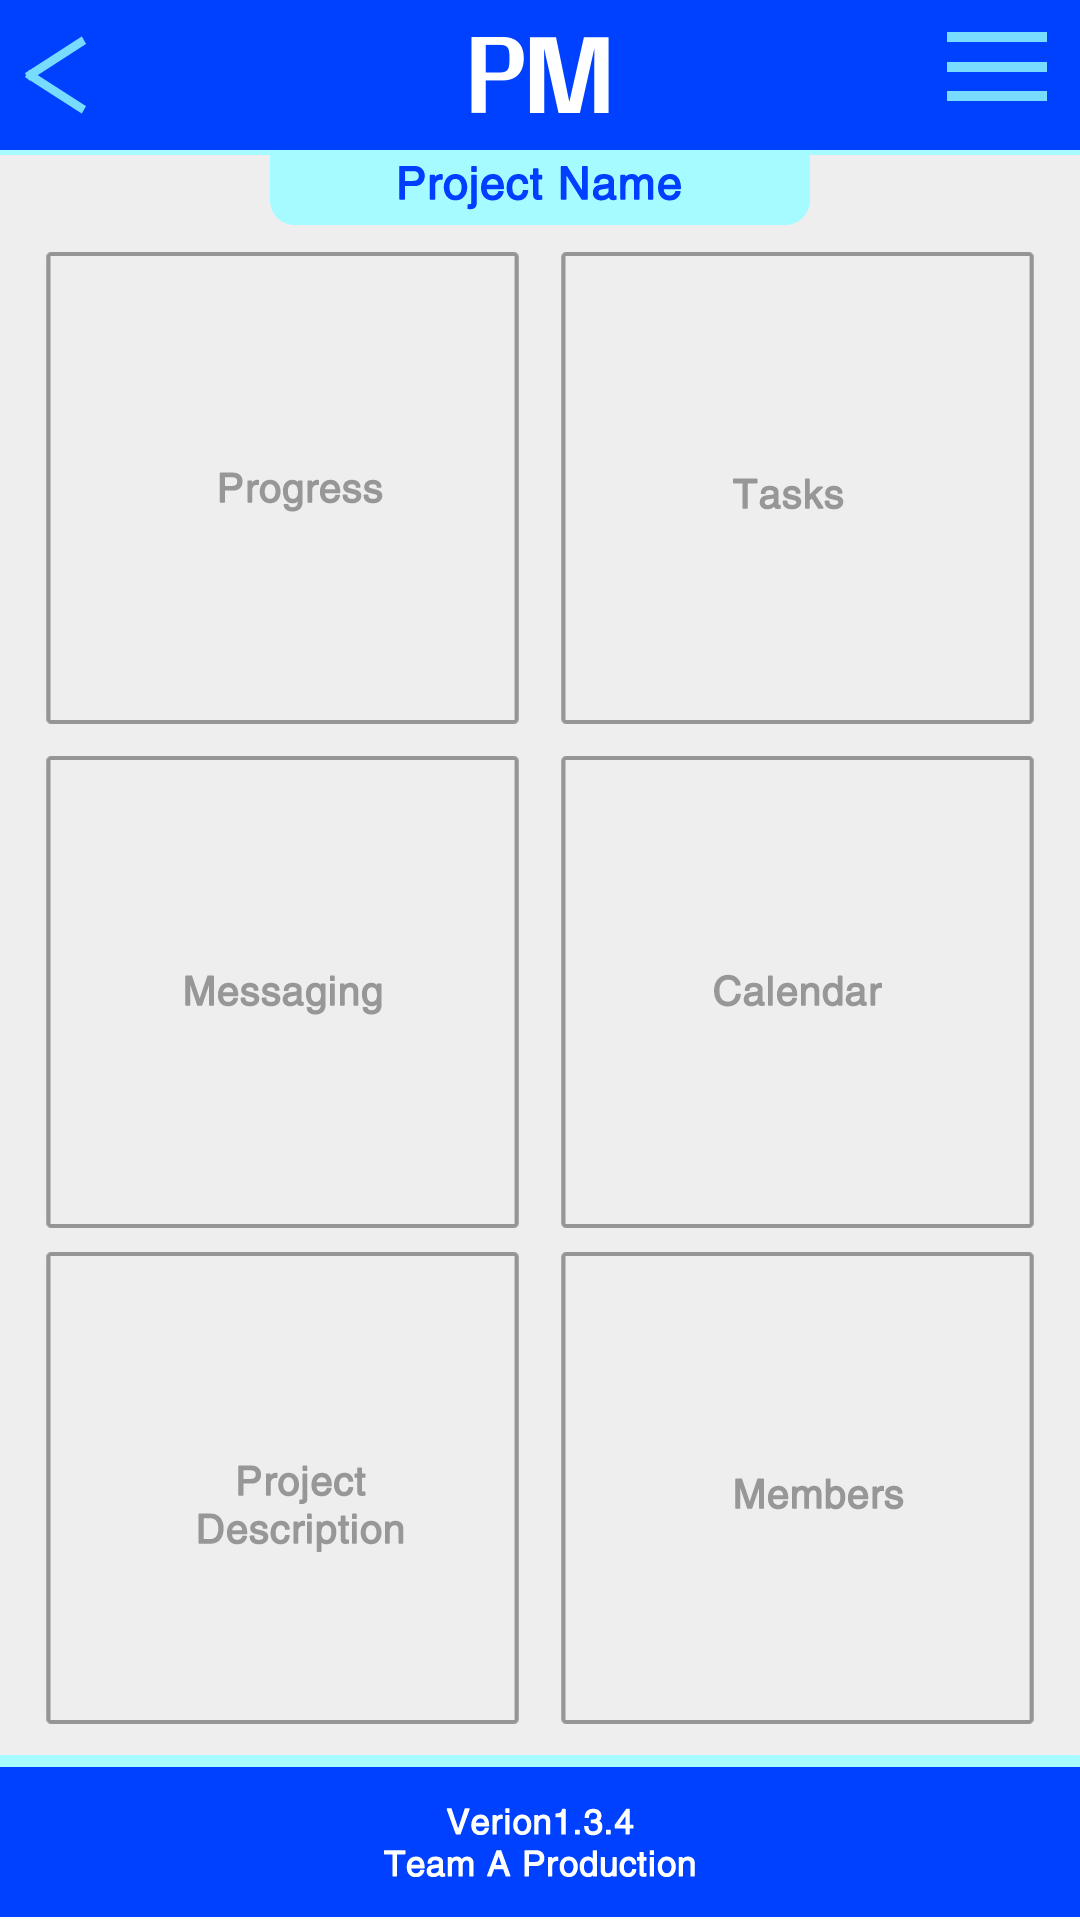 PM
Project Name
Progress
Tasks
Messaging
Calendar
Project
Description
Members
Verion1.3.4
Team A Production